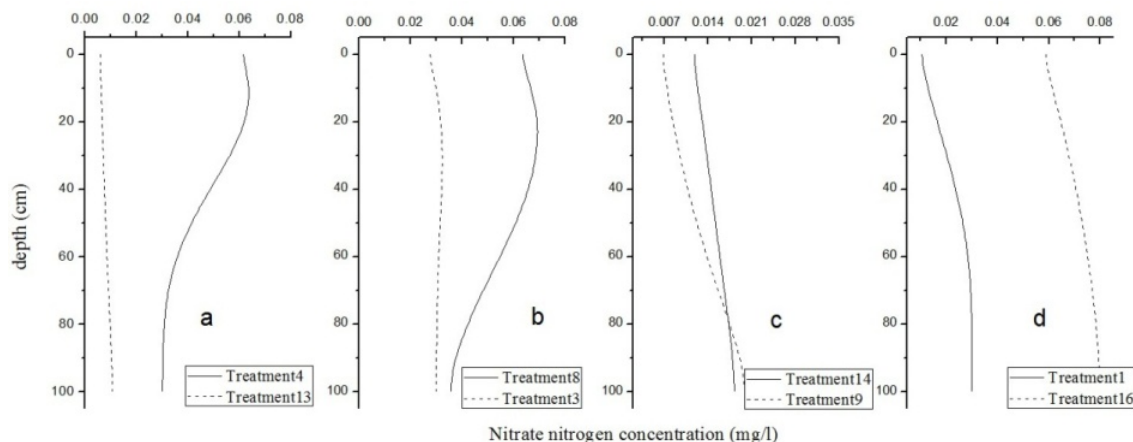 0.00 0.02 0.04 0.06 0.08
0.00 0.02 0.04 0.06 0.08
0.007 0.014 0.021 0.028 0.035
0.02 0.04 0.06 0.08
depth (cm)
0
20
40
60
80
100
a
Treatment4
Treatment13
0
20
40
60
80
100
b
Treatment8
Treatment3
0
20
40
60
80
100
c
Treatment14
Treatment9
0
20
40
60
80
100
d
Treatment1
Treatment16
Nitrate nitrogen concentration (mg/l)